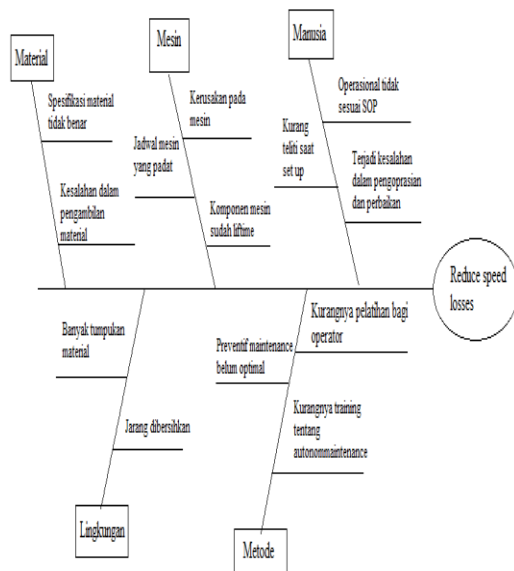 Material
Mesin
Manusia
Spesifikasi material
tidak benar
Kesalahan dalam
pengambilan
material
Kerusakan pada
mesin
Jadwal mesin
yang padat
Komponen mesin
sudah liftime
Operasional tidak
sesuai SOP
Kurang
teliti saat
set up
Terjadi kesalahan
dalam pengoprasian
dan perbaikan
Reduce speed
losses
Banyak tumpukan
material
Jarang dibersihkan
Kurangnya pelatihan bagi
operator
Preventif maintenance
belum optimal
Kurangnya training
tentang
autonommaintenance
Lingkungan
Metode